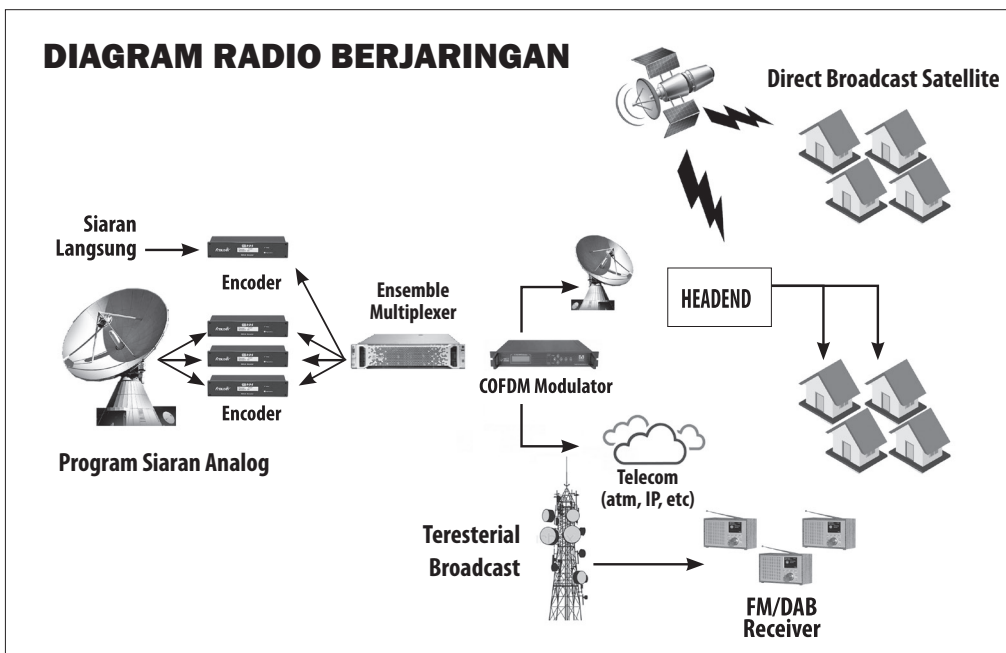 DIAGRAM RADIO BERJARINGAN
Direct Broadcast Satellite
Siaran
Langsung
Encoder
Ensemble
Multiplexer
HEADEND
COFDM Modulator
Encoder
Program Siaran Analog
Telecom
(atm, IP, etc)
Teresterial
Broadcast
FM/DAB
Receiver